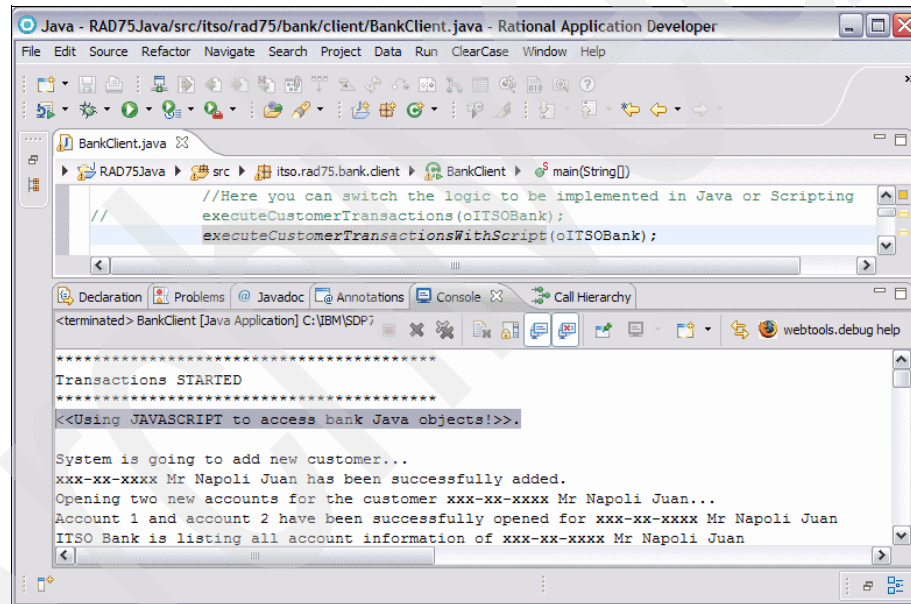 Java - RAD75Java/src/itso/rad75/bank/client/BankClient.java - Rational Application Developer
File Edit Source Refactor Navigate Search Project Data Run ClearCase Window Help
BankClient.java
RAD75Java src itso.rad75.bank.client BankClient main(String[])
//Here you can switch the logic to be implemented in Java or Scripting
// executeCustomerTransactions(oITSOBank);
executeCustomerTransactionsWithScript(oITSOBank);
Declaration Problems @ Javadoc Annotations Console Call Hierarchy
<terminated> BankClient [Java Application] C:\IBM\SDP7
webtools.debug help
*****************************************
Transactions STARTED
*****************************************
<<Using JAVASCRIPT to access bank Java objects!>>.
System is going to add new customer...
xxx-xx-xxxx Mr Napoli Juan has been successfully added.
Opening two new accounts for the customer xxx-xx-xxxx Mr Napoli Juan...
Account 1 and account 2 have been successfully opened for xxx-xx-xxxx Mr Napoli Juan
ITSO Bank is listing all account information of xxx-xx-xxxx Mr Napoli Juan